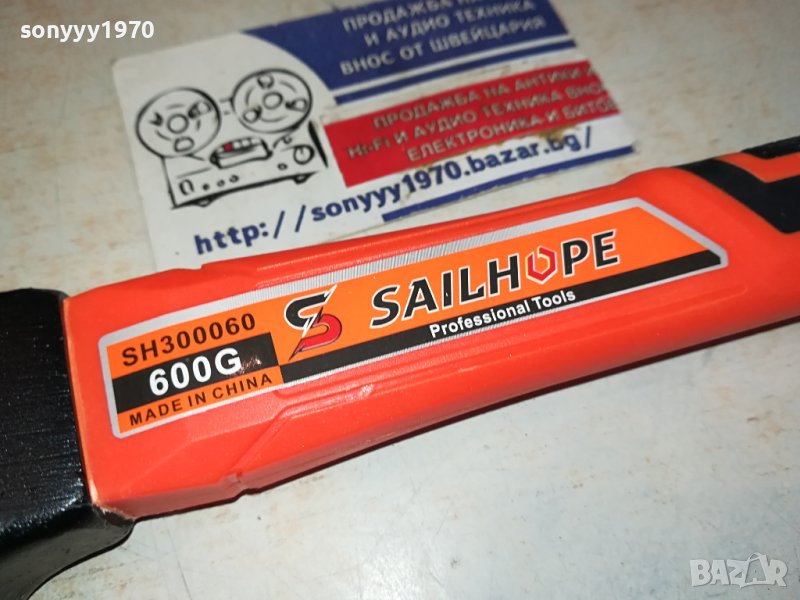 sonyyy1970
ПРОДАЖБА НА
И АУДИО ТЕХНИКА
ВНОС ОТ ШВЕЙЦАРИЯ
ПРОДАЖБА НА АНТИКИ И
Hi-Fi И АУДИО ТЕХНИКА ВНОС
ЕЛЕКТРОНИКА И БИТОВ
http://sonyyy1970.bazar.bg/
SAILHOPE
Professional Tools
SH300060
600G
MADE IN CHINA
BAZAR